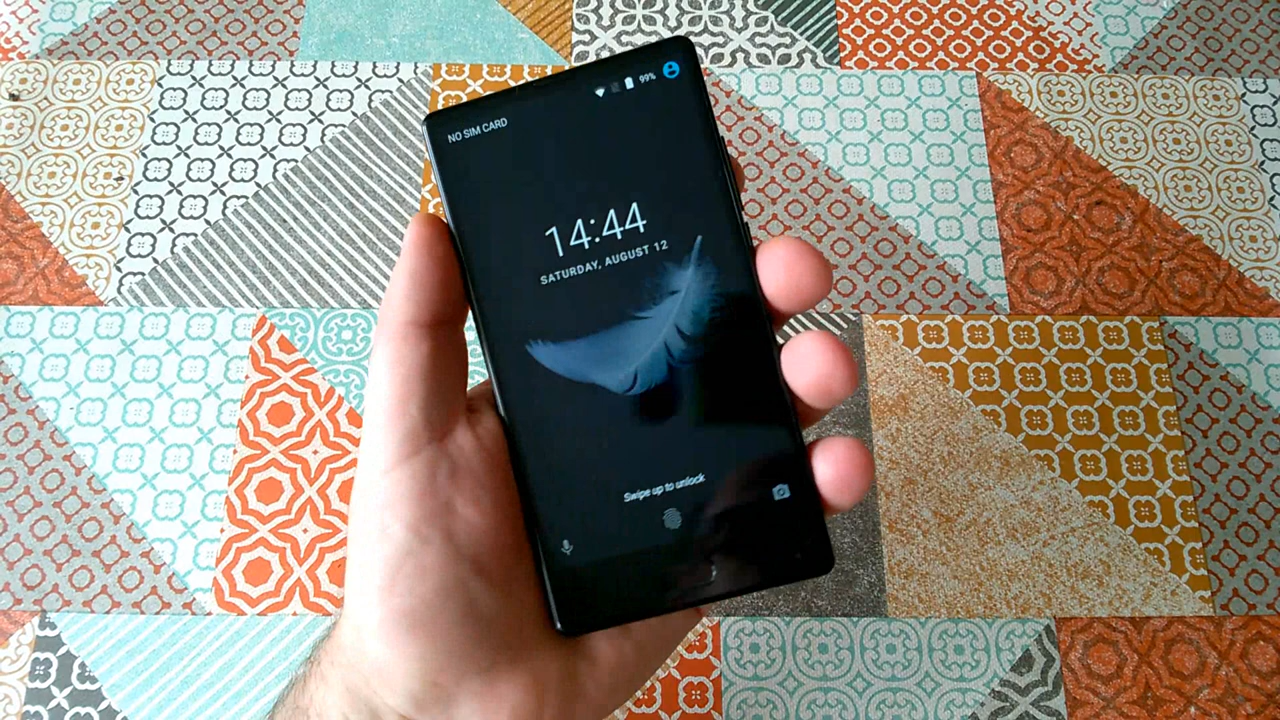 99%
NO SIM CARD
14:44
SATURDAY, AUGUST 12
Swipe up to unlock